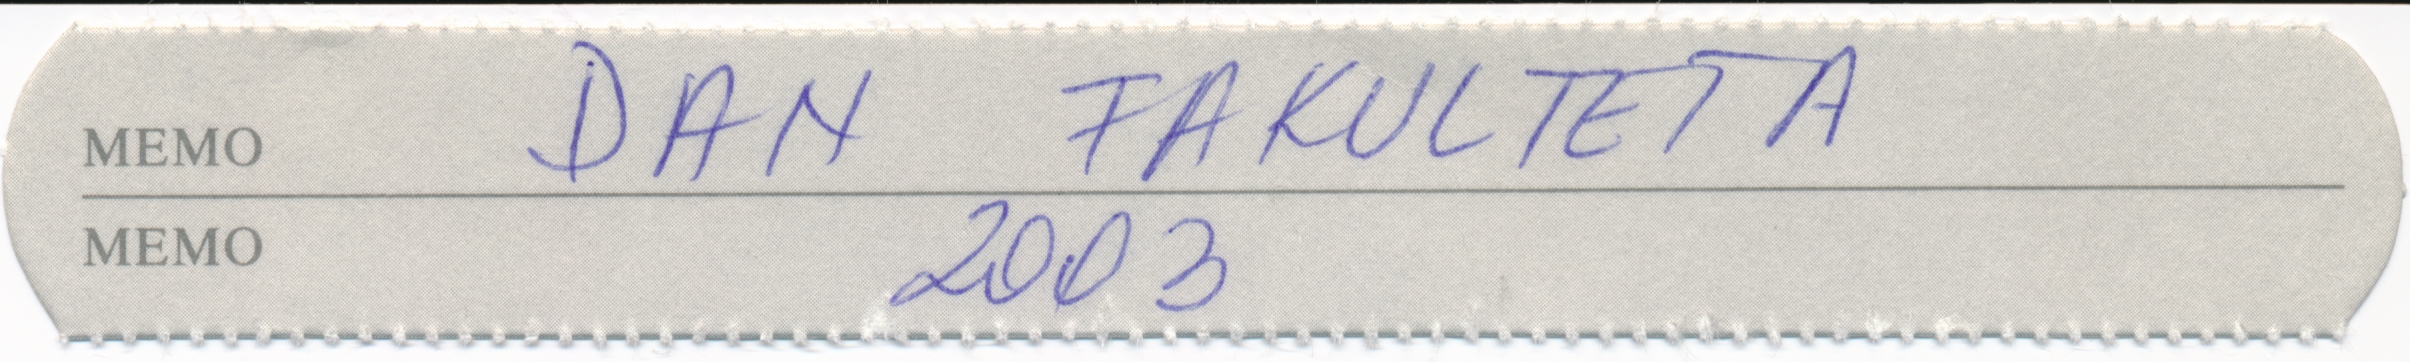 MEMO DAN FAKULTETA
MEMO 2003